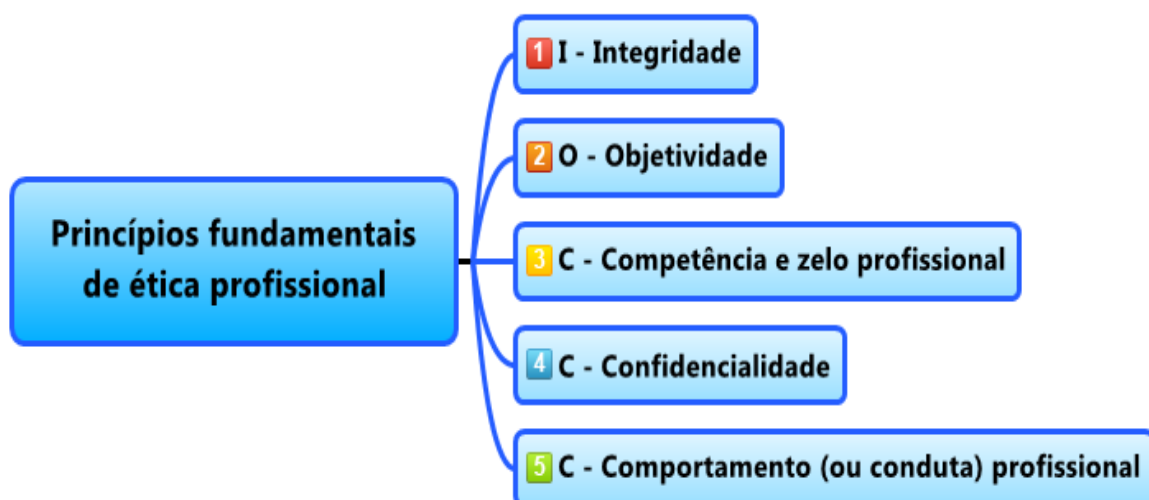 1 I - Integridade
2 O - Objetividade
Princípios fundamentais
de ética profissional
3 C - Competência e zelo profissional
4 C - Confidencialidade
5 C - Comportamento (ou conduta) profissional